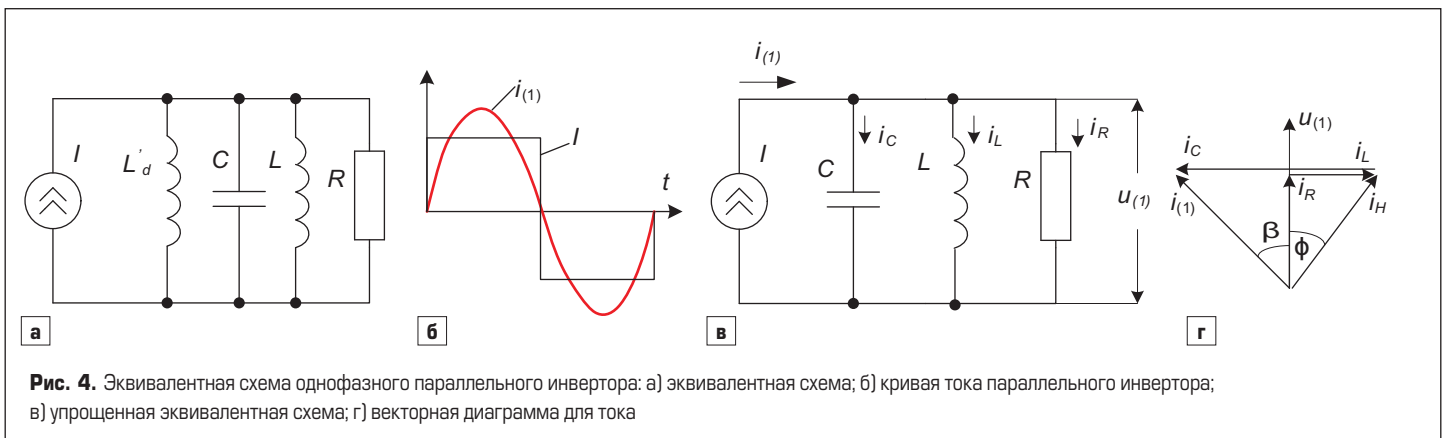 I
L'd
C
L
R
а
i(1)
I
t
б
i(1)
I
C
iC
L
iL
R
iR
u(1)
в
u(1)
iC
iL
i(1)
iR
iH
β
ϕ
г
Рис. 4. Эквивалентная схема однофазного параллельного инвертора: а) эквивалентная схема; б) кривая тока параллельного инвертора;
в) упрощенная эквивалентная схема; г) векторная диаграмма для тока